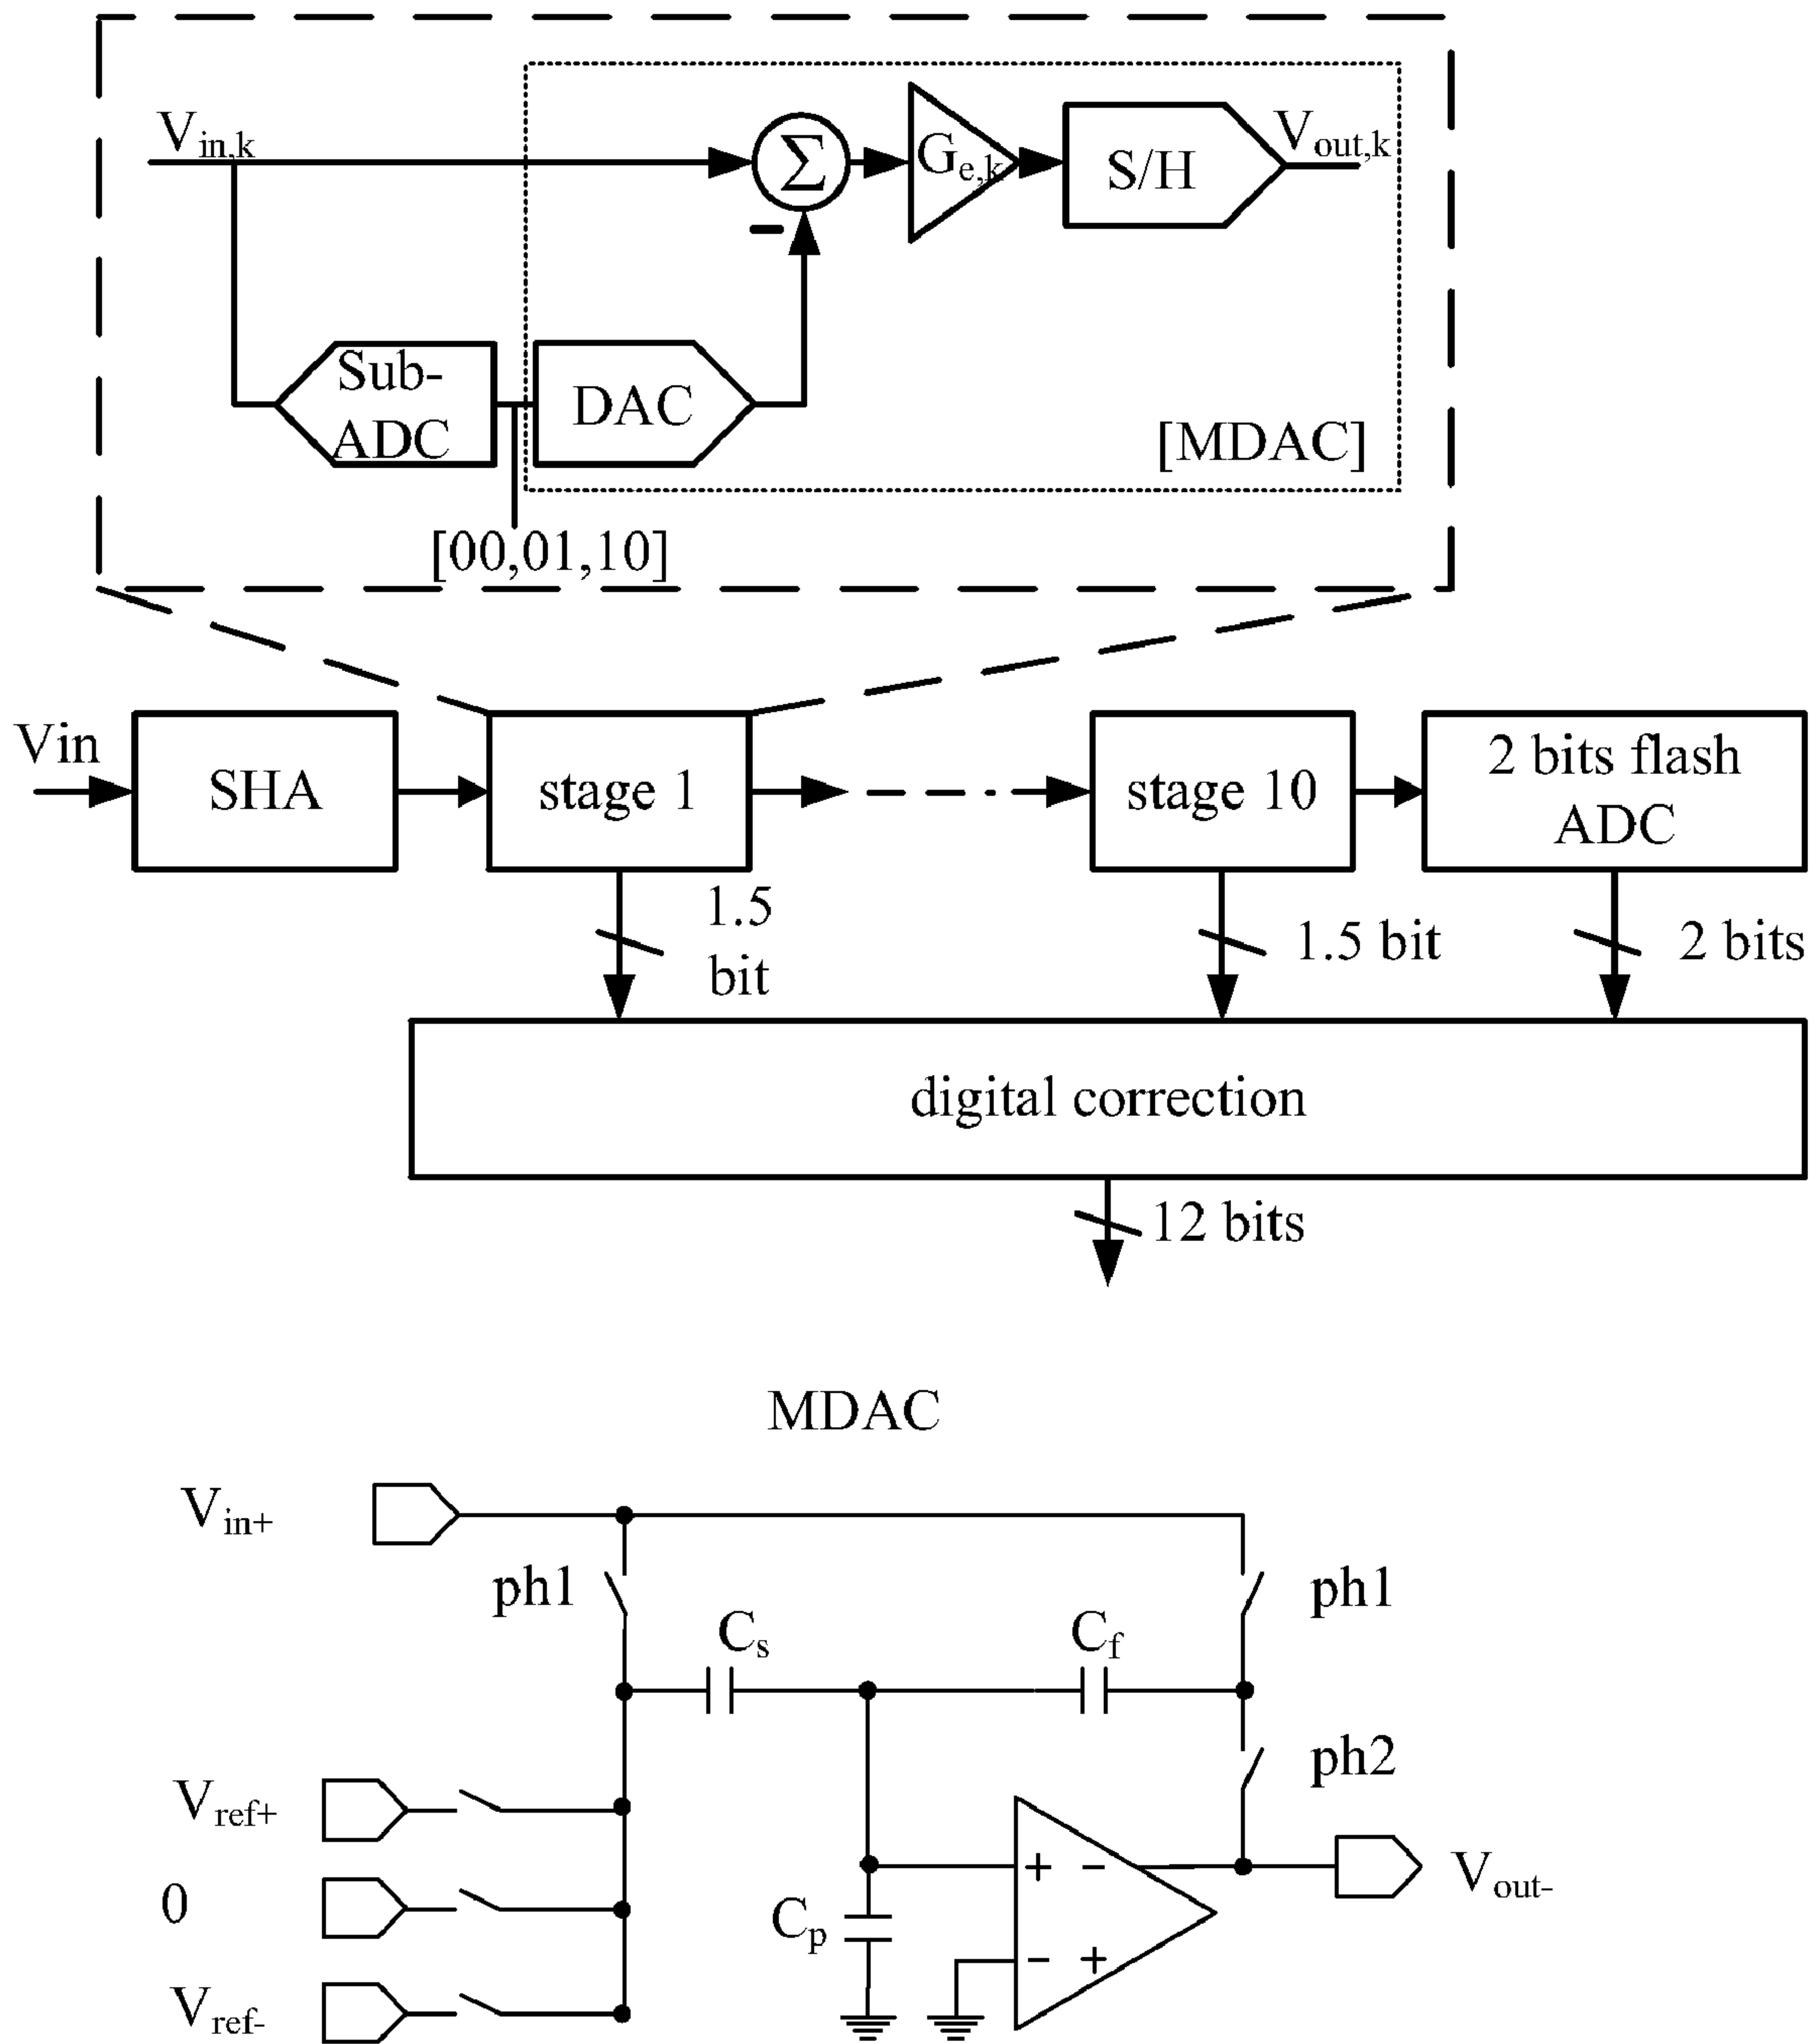 V_in,k
Σ
-
G_e,k
S/H
V_out,k
Sub-
ADC
DAC
[MDAC]
[00,01,10]
Vin
SHA
stage 1
stage 10
2 bits flash
ADC
1.5
bit
1.5 bit
2 bits
digital correction
12 bits
MDAC
V_in+
ph1
ph1
C_s
C_f
ph2
V_ref+
+ −
V_out-
0
C_p
− +
V_ref-